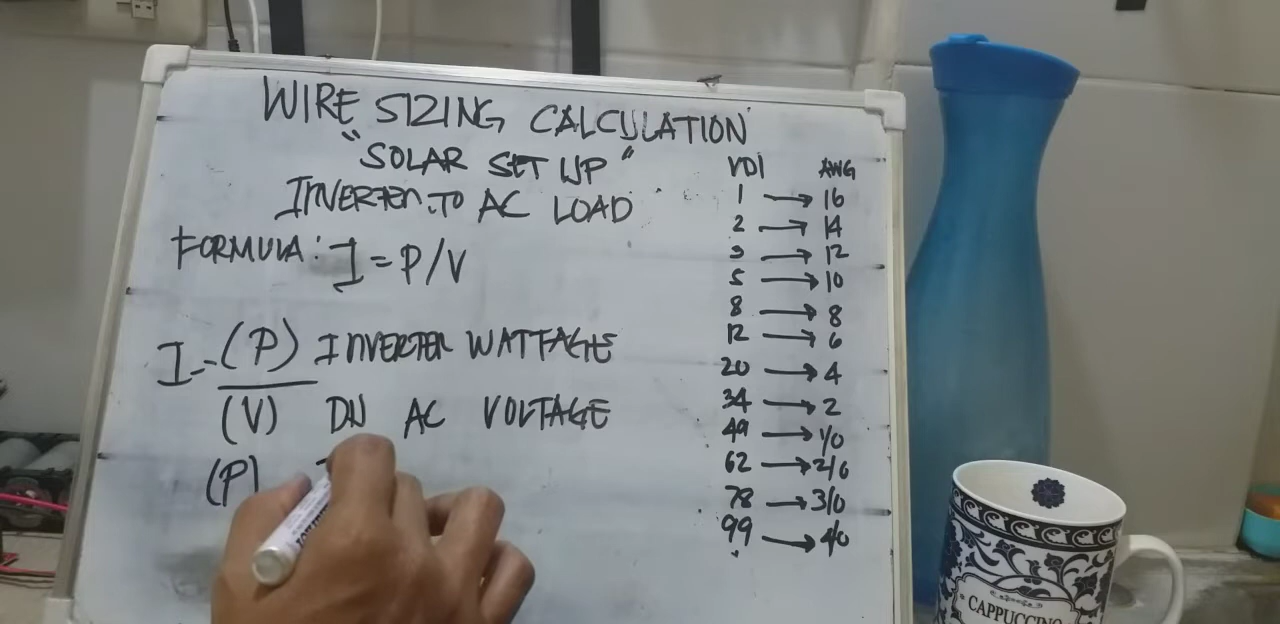 WIRE SIZING CALCULATION
"SOLAR SET UP"
INVERTER TO AC LOAD
FORMULA: I = P/V
I = (P) INVERTER WATTAGE
(V) AC VOLTAGE
(P)
VDI AWG
1 → 16
2 → 14
3 → 12
5 → 10
8 → 8
12 → 6
20 → 4
34 → 2
49 → 1/0
62 → 2/0
78 → 3/0
99 → 4/0
CAPPUCCINO